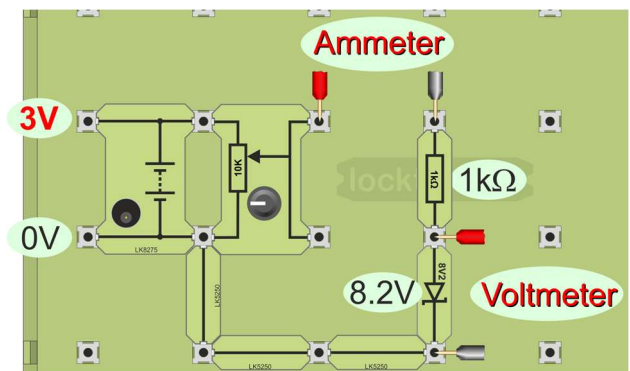 Ammeter
3V
10K
lock
1kΩ
1kΩ
0V
LK8275
LK5250
8V2
8.2V
Voltmeter
LK5250
LK5250